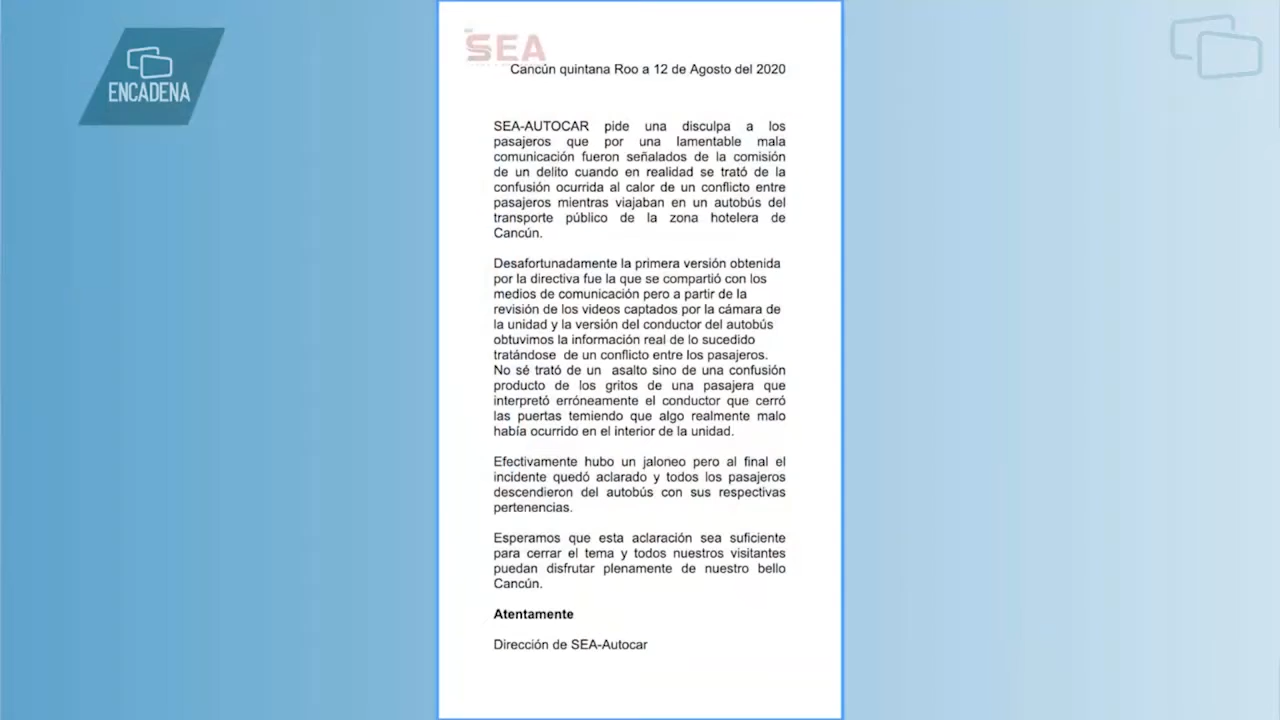 ENCADENA
SEA
Cancún quintana Roo a 12 de Agosto del 2020
SEA-AUTOCAR pide una disculpa a los
pasajeros que por una lamentable mala
comunicación fueron señalados de la comisión
de un delito cuando en realidad se trató de la
confusión ocurrida al calor de un conflicto entre
pasajeros mientras viajaban en un autobús del
transporte público de la zona hotelera de
Cancún.
Desafortunadamente la primera versión obtenida
por la directiva fue la que se compartió con los
medios de comunicación pero a partir de la
revisión de los videos captados por la cámara de
la unidad y la versión del conductor del autobús
obtuvimos la información real de lo sucedido
tratándose de un conflicto entre los pasajeros.
No sé trató de un asalto sino de una confusión
producto de los gritos de una pasajera que
interpretó erróneamente el conductor que cerró
las puertas temiendo que algo realmente malo
había ocurrido en el interior de la unidad.
Efectivamente hubo un jaloneo pero al final el
incidente quedó aclarado y todos los pasajeros
descendieron del autobús con sus respectivas
pertenencias.
Esperamos que esta aclaración sea suficiente
para cerrar el tema y todos nuestros visitantes
puedan disfrutar plenamente de nuestro bello
Cancún.
Atentamente
Dirección de SEA-Autocar